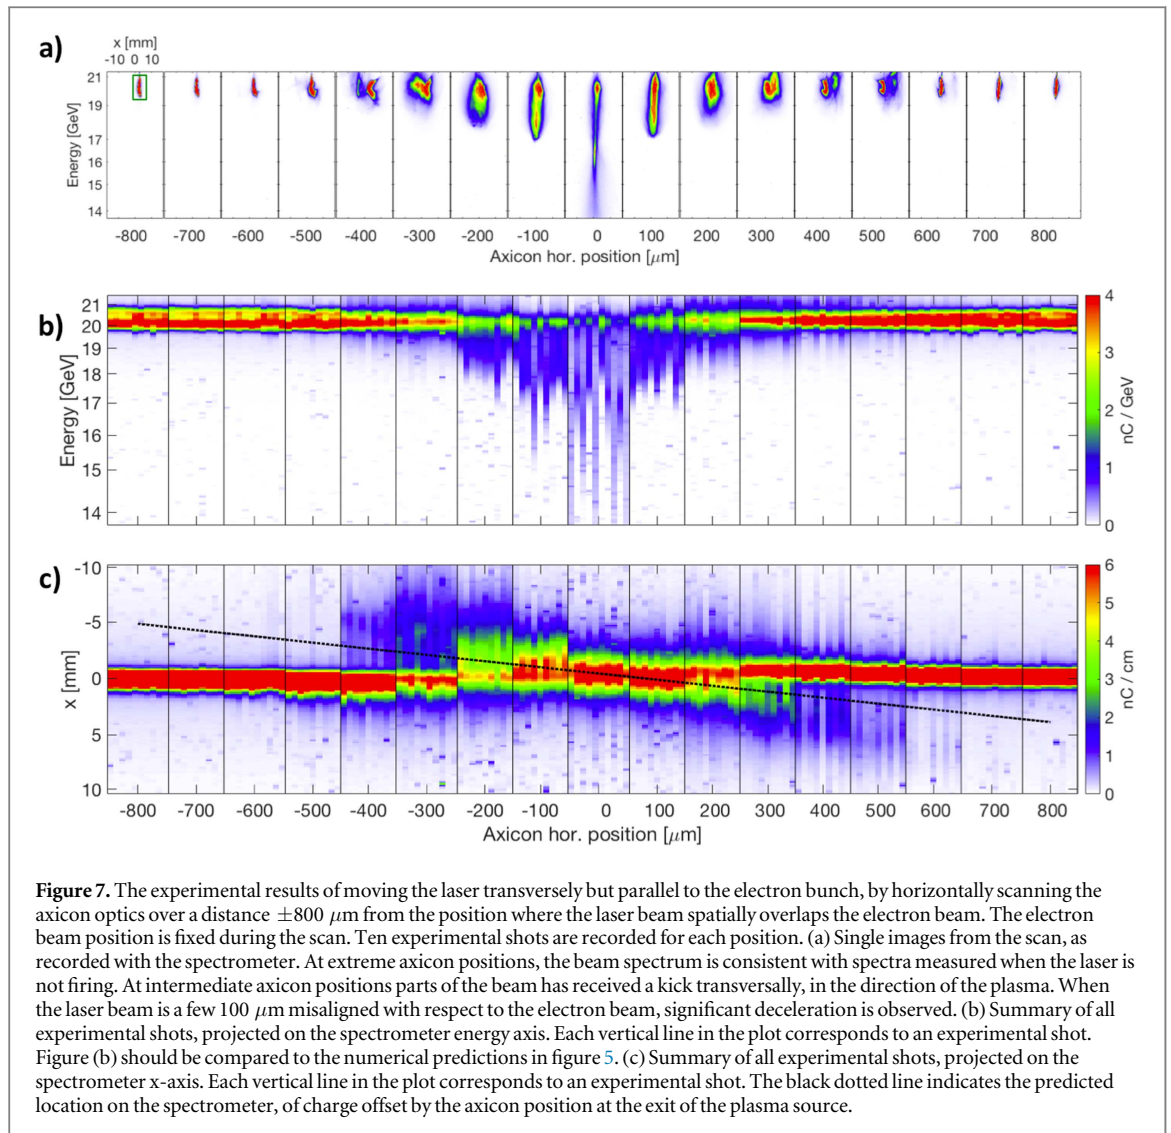 a)
x [mm]
-10 0 10
21
19
17
16
15
14
Energy [GeV]
-800 -700 -600 -500 -400 -300 -200 -100 0 100 200 300 400 500 600 700 800
Axicon hor. position [μm]
b)
21
20
19
18
17
16
15
14
Energy [GeV]
4
3
2
1
0
nC / GeV
c)
-10
-5
0
5
10
x [mm]
6
5
4
3
2
1
0
nC / cm
-800 -700 -600 -500 -400 -300 -200 -100 0 100 200 300 400 500 600 700 800
Axicon hor. position [μm]
Figure 7. The experimental results of moving the laser transversely but parallel to the electron bunch, by horizontally scanning the
axicon optics over a distance ±800 μm from the position where the laser beam spatially overlaps the electron beam. The electron
beam position is fixed during the scan. Ten experimental shots are recorded for each position. (a) Single images from the scan, as
recorded with the spectrometer. At extreme axicon positions, the beam spectrum is consistent with spectra measured when the laser is
not firing. At intermediate axicon positions parts of the beam has received a kick transversally, in the direction of the plasma. When
the laser beam is a few 100 μm misaligned with respect to the electron beam, significant deceleration is observed. (b) Summary of all
experimental shots, projected on the spectrometer energy axis. Each vertical line in the plot corresponds to an experimental shot.
Figure (b) should be compared to the numerical predictions in figure 5. (c) Summary of all experimental shots, projected on the
spectrometer x-axis. Each vertical line in the plot corresponds to an experimental shot. The black dotted line indicates the predicted
location on the spectrometer, of charge offset by the axicon position at the exit of the plasma source.